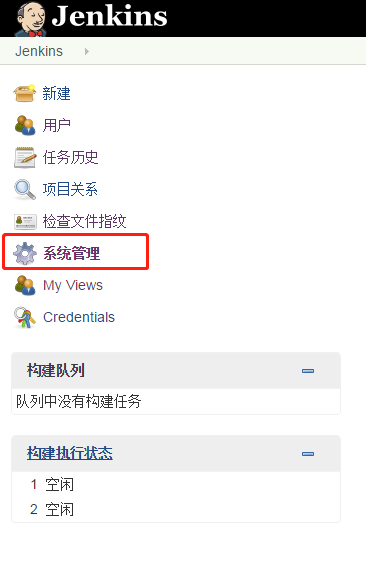 Jenkins
Jenkins
新建
用户
任务历史
项目关系
检查文件指纹
系统管理
My Views
Credentials
构建队列
队列中没有构建任务
构建执行状态
1 空闲
2 空闲